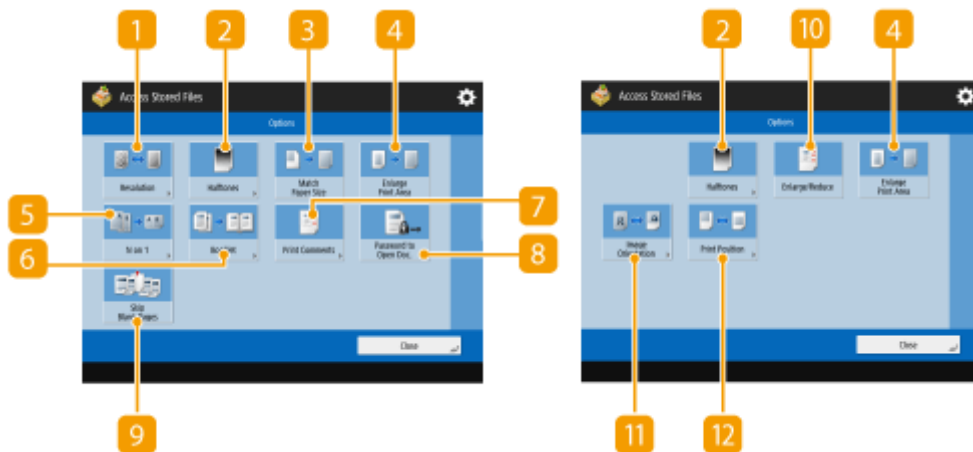 1 2 3 4 2 10 4
Access Stored Files
Options
Resolution Halftones Match Paper Size Enlarge Print Area
5 7
N on 1 Booklet Print Comments Password to Open Doc.
6 8
Skip Blank Pages
Close
9
Access Stored Files
Options
Halftones Enlarge/Reduce Enlarge Print Area
Image Orientation Print Position
Close
11 12